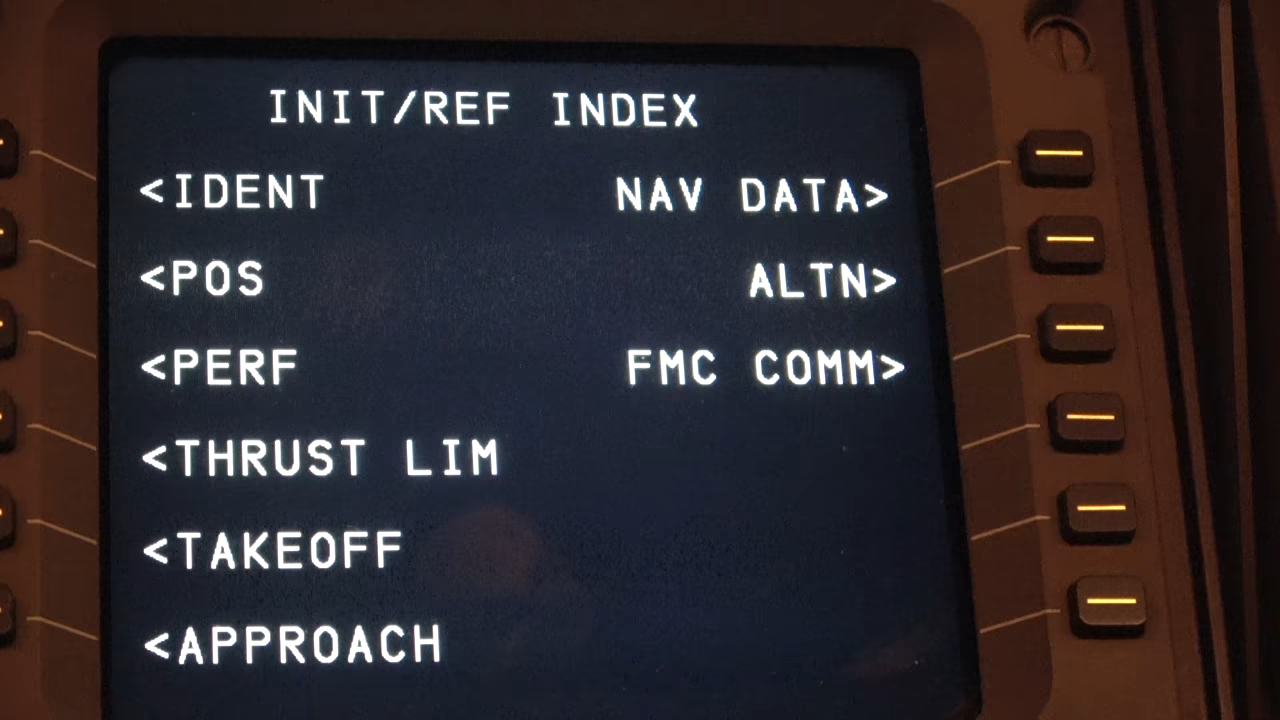 INIT/REF INDEX
<IDENT NAV DATA>
<POS ALTN>
<PERF FMC COMM>
<THRUST LIM
<TAKEOFF
<APPROACH